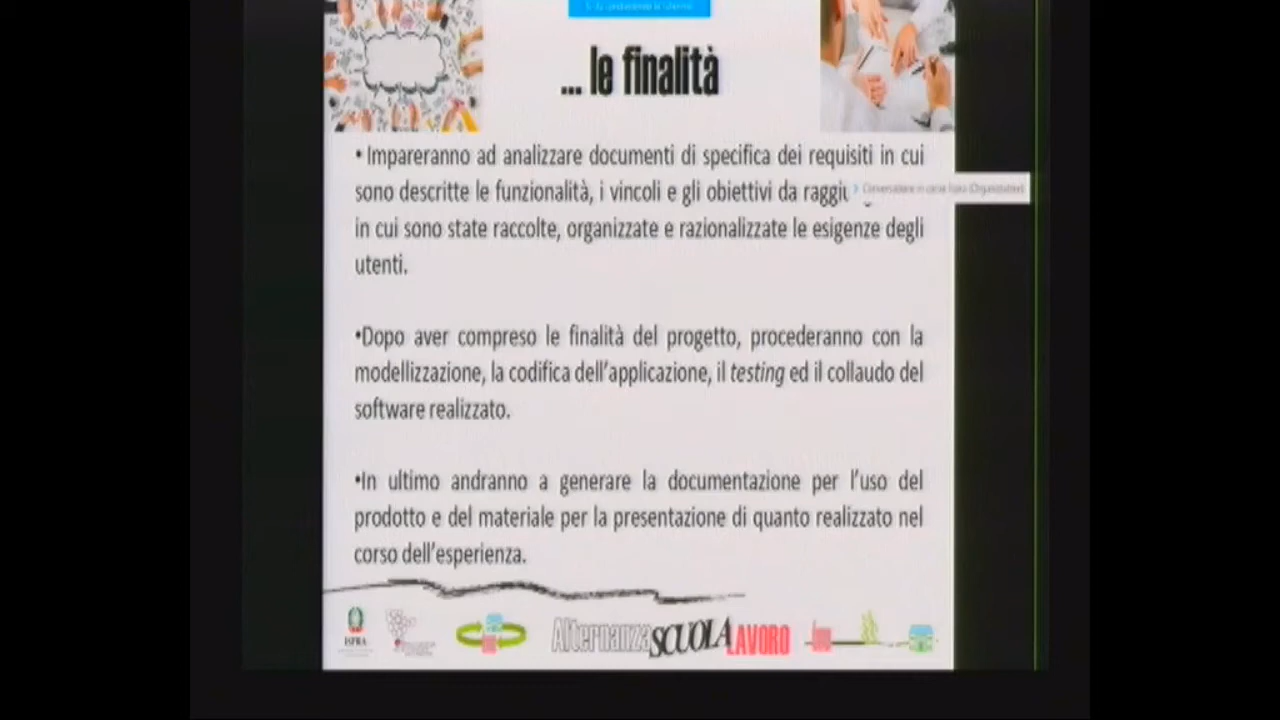 ... le finalità
• Impareranno ad analizzare documenti di specifica dei requisiti in cui
sono descritte le funzionalità, i vincoli e gli obiettivi da raggiu
in cui sono state raccolte, organizzate e razionalizzate le esigenze degli
utenti.
•Dopo aver compreso le finalità del progetto, procederanno con la
modellizzazione, la codifica dell'applicazione, il testing ed il collaudo del
software realizzato.
•In ultimo andranno a generare la documentazione per l'uso del
prodotto e del materiale per la presentazione di quanto realizzato nel
corso dell'esperienza.
ISPRA
Alternanza SCUOLA LAVORO